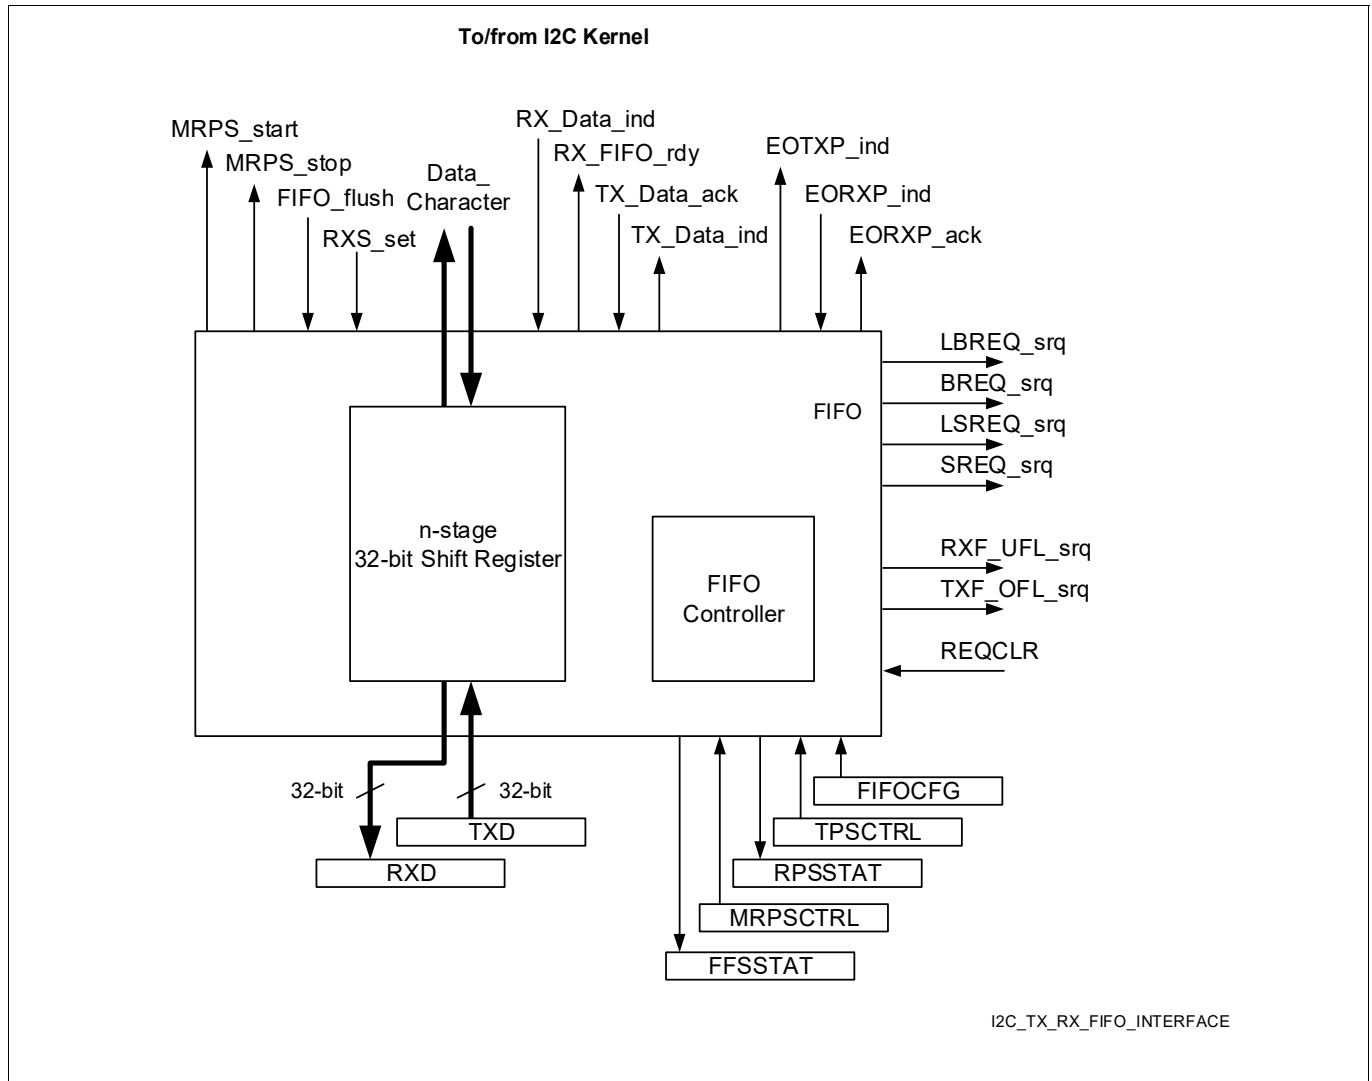 To/from I2C Kernel
MRPS_start
MRPS_stop
FIFO_flush
RXS_set
Data_
Character
RX_Data_ind
RX_FIFO_rdy
TX_Data_ack
TX_Data_ind
EOTXP_ind
EORXP_ind
EORXP_ack
LBREQ_srq
BREQ_srq
LSREQ_srq
SREQ_srq
FIFO
n-stage
32-bit Shift Register
FIFO
Controller
RXF_UFL_srq
TXF_OFL_srq
REQCLR
32-bit
32-bit
TXD
RXD
FIFOCFG
TPSCTRL
RPSSTAT
MRPSCTRL
FFSSTAT
I2C_TX_RX_FIFO_INTERFACE